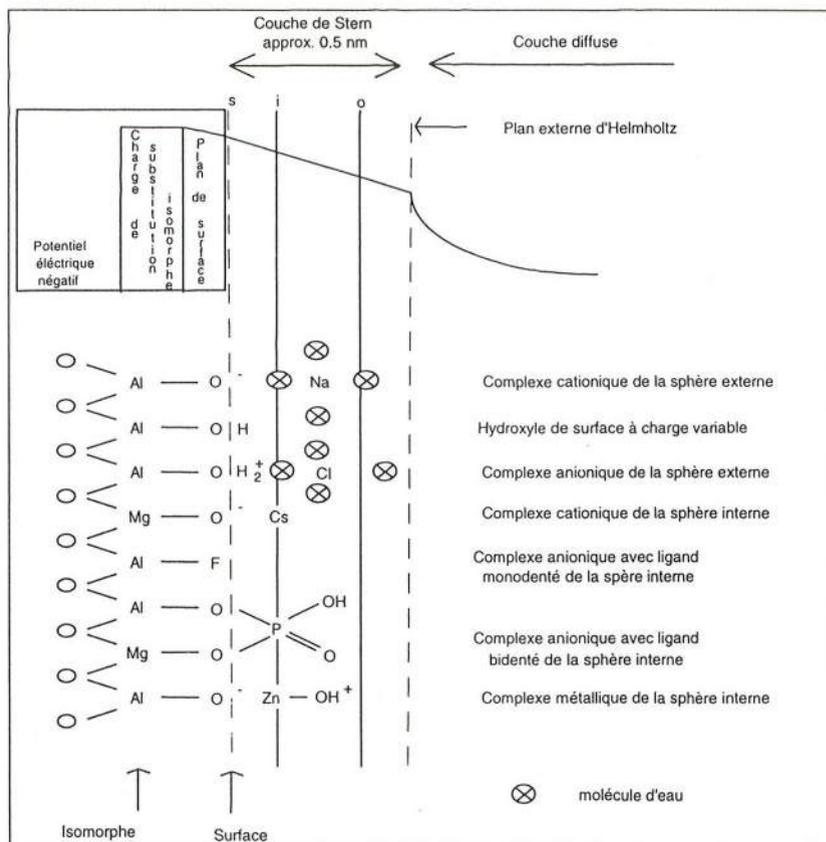 Couche de Stern
approx. 0.5 nm
Couche diffuse
s i o
Plan externe d'Helmholtz
Charge de
substitution
isomorphe
Plan de surface
Potentiel
éléctrique
négatif
Al O - Na
Complexe cationique de la sphère externe
Al O H
Hydroxyle de surface à charge variable
Al O H2+ Cl
Complexe anionique de la sphère externe
Mg O - Cs
Complexe cationique de la sphère interne
Al F
Complexe anionique avec ligand
monodenté de la spère interne
OH
Al O
P
O
Mg O
Complexe anionique avec ligand
bidenté de la sphère interne
Al O - Zn OH+
Complexe métallique de la sphère interne
molécule d'eau
Isomorphe
Surface